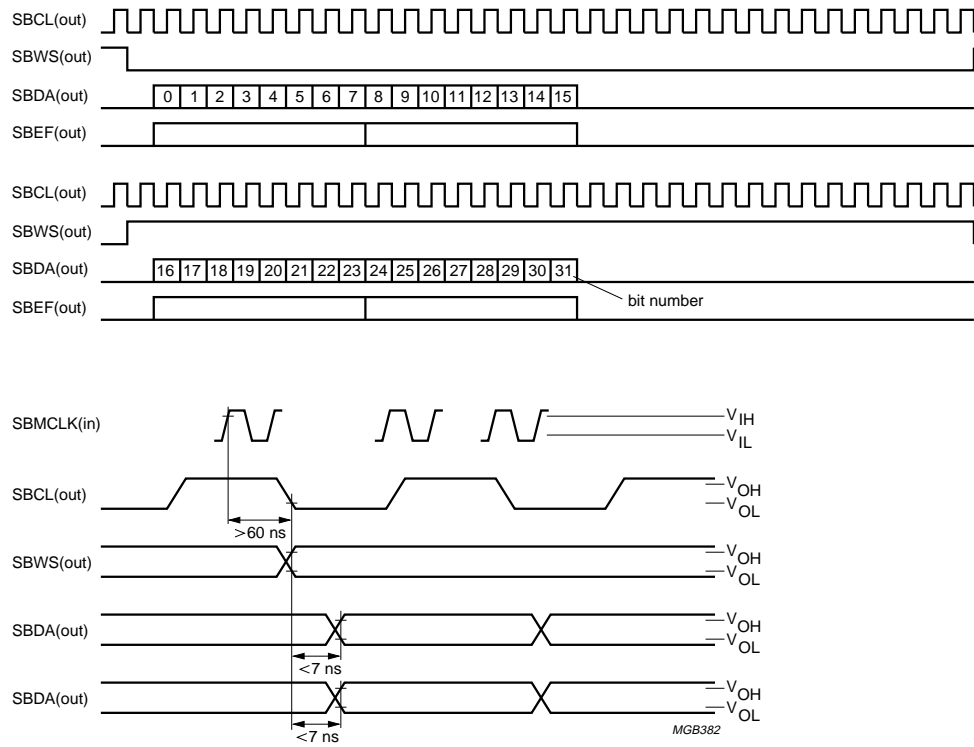 SBCL(out)
SBWS(out)
SBDA(out) 0 1 2 3 4 5 6 7 8 9 10 11 12 13 14 15
SBEF(out)
SBCL(out)
SBWS(out)
SBDA(out) 16 17 18 19 20 21 22 23 24 25 26 27 28 29 30 31
bit number
SBEF(out)
SBMCLK(in) VIH
VIL
SBCL(out) VOH
VOL
>60 ns
SBWS(out) VOH
VOL
SBDA(out) VOH
VOL
<7 ns
SBDA(out) VOH
VOL
<7 ns
MGB382